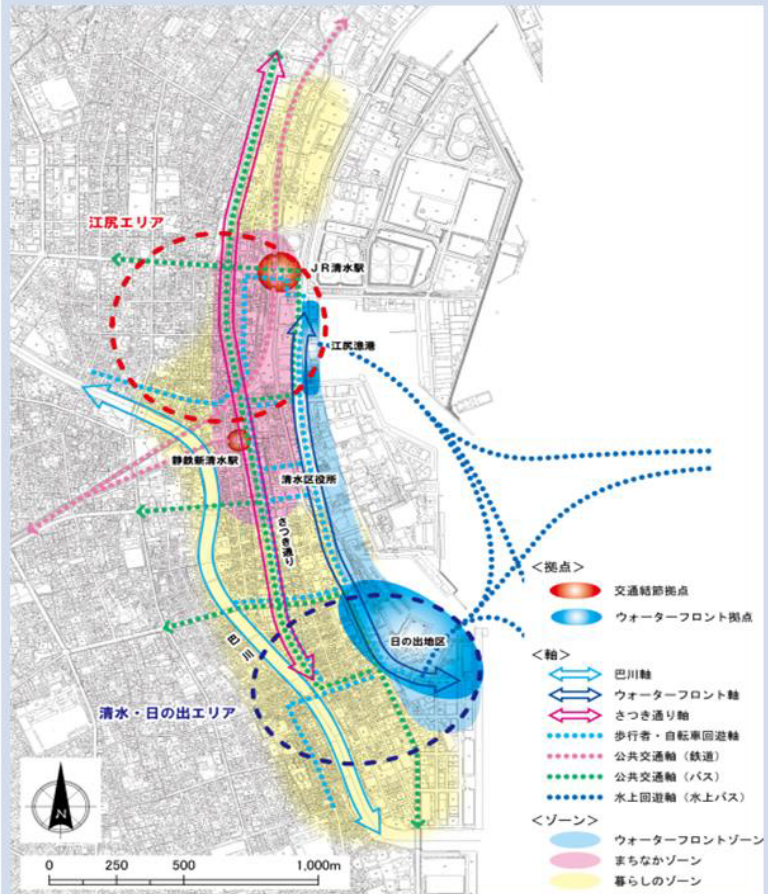 江尻エリア
JR清水駅
江尻漁港
静鉄新清水駅
清水区役所
さつき通り
日の出地区
巴川
清水・日の出エリア
0 250 500 1,000m
＜拠点＞
交通結節拠点
ウォーターフロント拠点
＜軸＞
巴川軸
ウォーターフロント軸
さつき通り軸
歩行者・自転車回遊軸
公共交通軸（鉄道）
公共交通軸（バス）
水上回遊軸（水上バス）
＜ゾーン＞
ウォーターフロントゾーン
まちなかゾーン
暮らしのゾーン